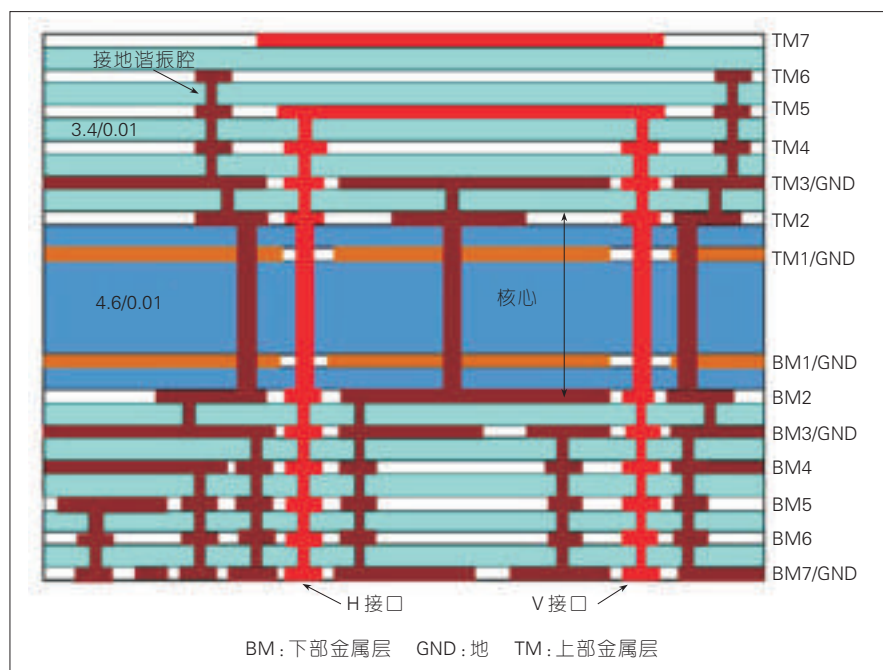 TM7
接地谐振腔
TM6
TM5
3.4/0.01
TM4
TM3/GND
TM2
TM1/GND
4.6/0.01
核心
BM1/GND
BM2
BM3/GND
BM4
BM5
BM6
BM7/GND
H 接口
V 接口
BM：下部金属层 GND：地 TM：上部金属层